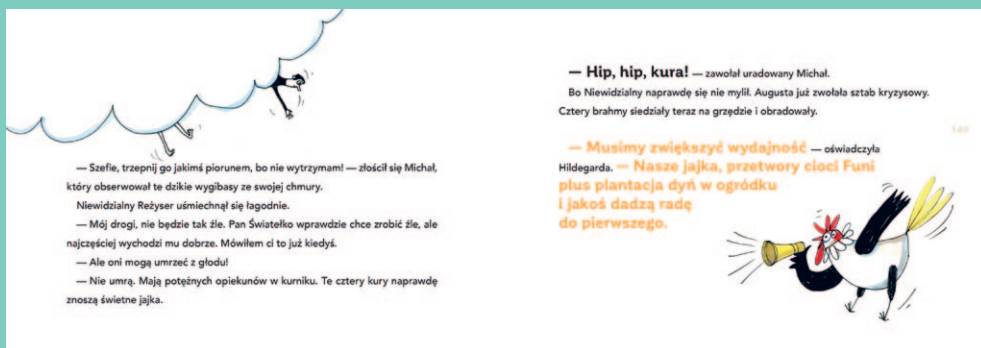 — Szefie, trzepnij go jakimś piorunem, bo nie wytrzymam! — złościł się Michał,
który obserwował te dzikie wygibasy ze swojej chmury.
Niewidzialny Reżyser uśmiechnął się łagodnie.
— Mój drogi, nie będzie tak źle. Pan Światełko wprawdzie chce zrobić źle, ale
najczęściej wychodzi mu dobrze. Mówiłem ci to już kiedyś.
— Ale oni mogą umrzeć z głodu!
— Nie umrą. Mają potężnych opiekunów w kurniku. Te cztery kury naprawdę
znoszą świetne jajka.
— Hip, hip, kura! — zawołał uradowany Michał.
Bo Niewidzialny naprawdę się nie mylił. Augusta już zwołała sztab kryzysowy.
Cztery brahmy siedziały teraz na grzędzie i obradowały.
— Musimy zwiększyć wydajność — oświadczyła
Hildegarda. — Nasze jajka, przetwory cioci Funi
plus plantacja dyń w ogródku
i jakoś dadzą radę
do pierwszego.